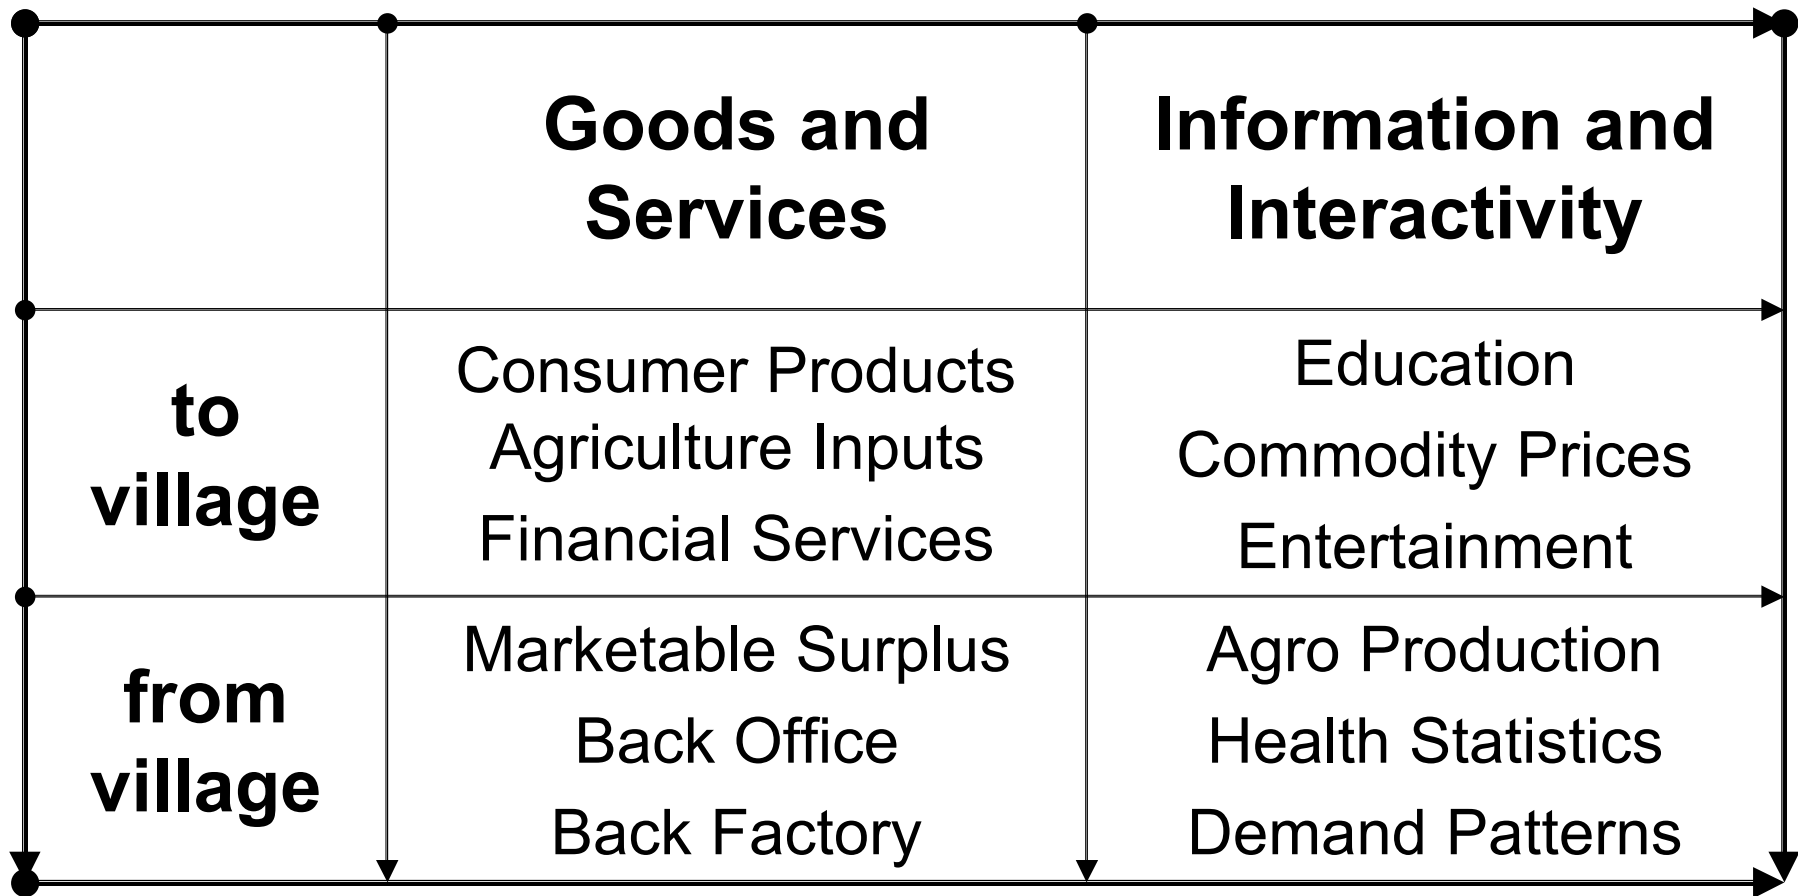 Goods and
Services
Information and
Interactivity
to
village
Consumer Products
Agriculture Inputs
Financial Services
Education
Commodity Prices
Entertainment
from
village
Marketable Surplus
Back Office
Back Factory
Agro Production
Health Statistics
Demand Patterns